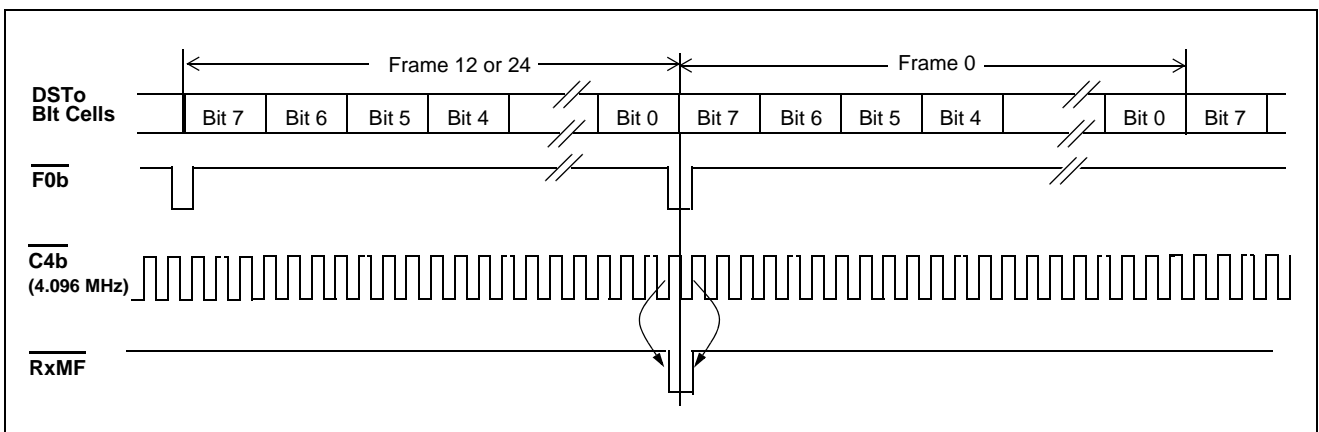 Frame 12 or 24
Frame 0
DSTo
BIt Cells
Bit 7
Bit 6
Bit 5
Bit 4
Bit 0
Bit 7
Bit 6
Bit 5
Bit 4
Bit 0
Bit 7
F0b
C4b
(4.096 MHz)
RxMF